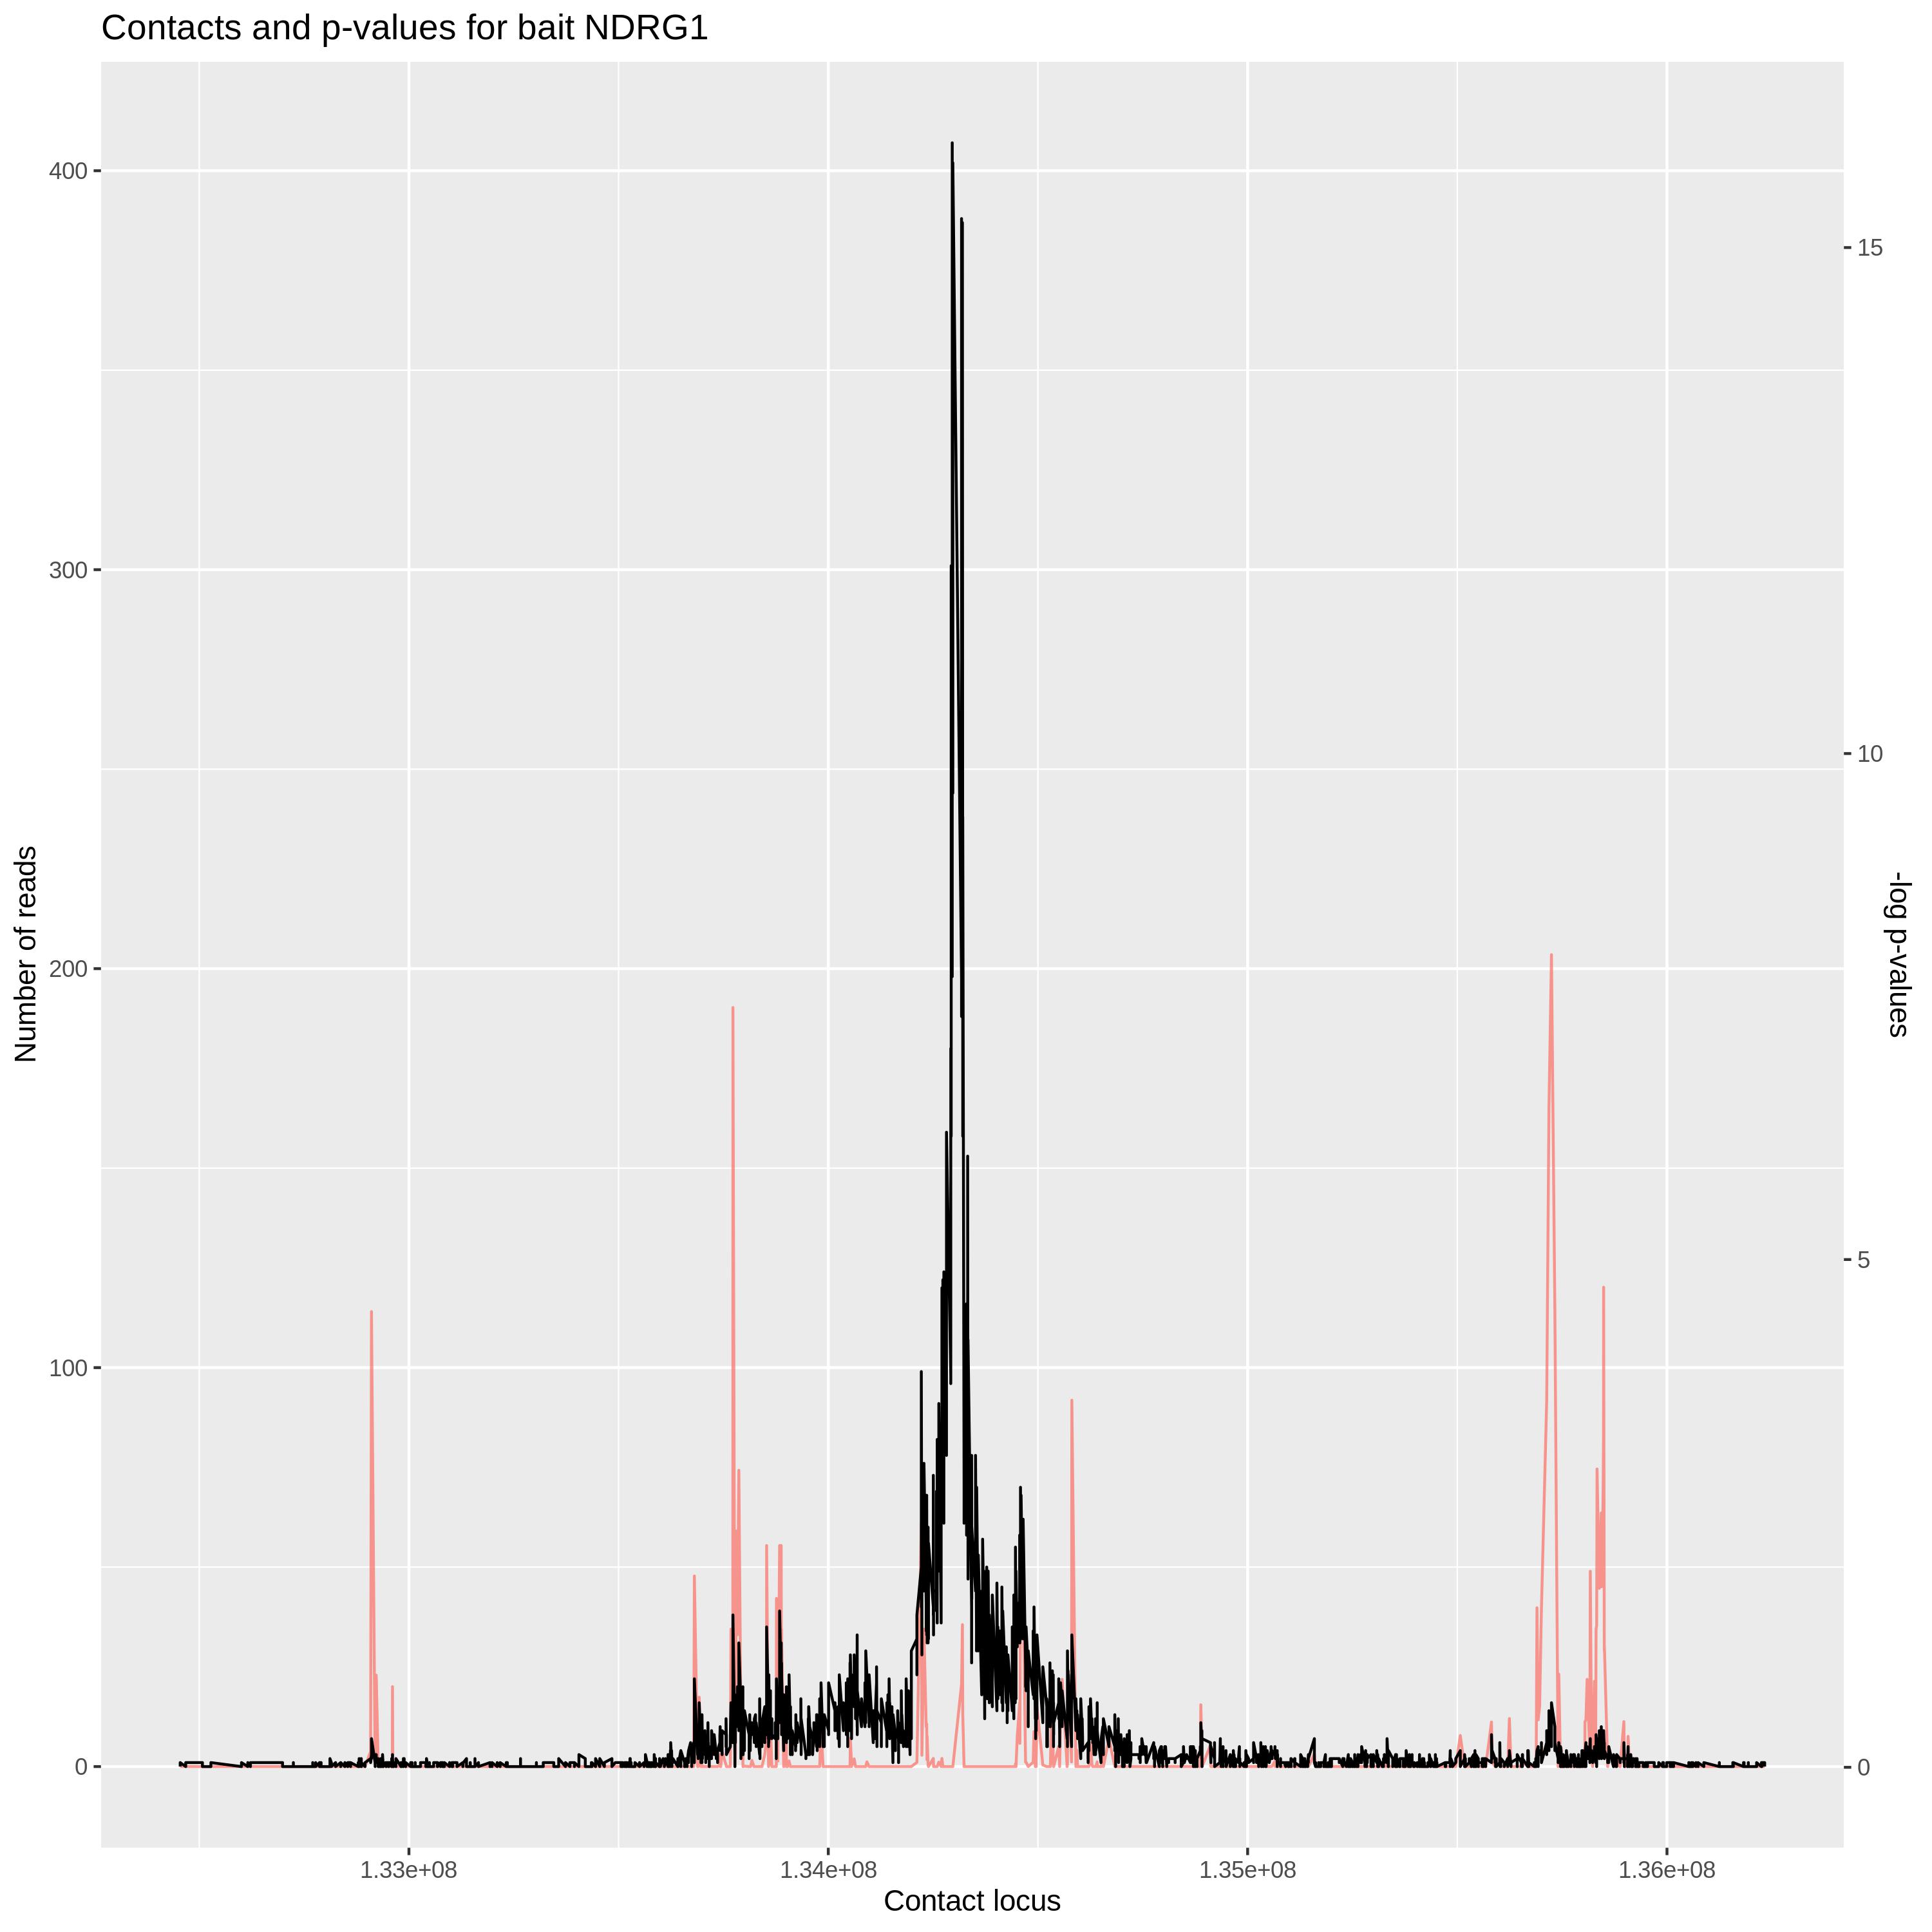 Contacts and p-values for bait NDRG1
400
300
200
100
0
Number of reads
15
10
5
0
-log p-values
1.33e+08
1.34e+08
1.35e+08
1.36e+08
Contact locus